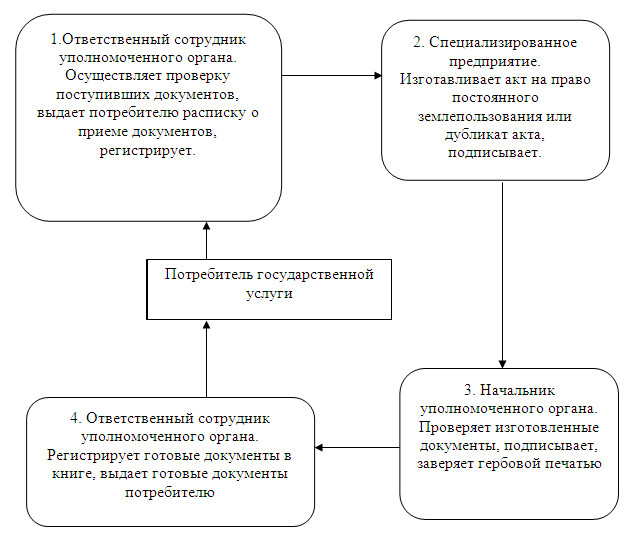 1.Ответственный сотрудник
уполномоченного органа.
Осуществляет проверку
поступивших документов,
выдает потребителю расписку о
приеме документов,
регистрирует.
2. Специализированное
предприятие.
Изготавливает акт на право
постоянного
землепользования или
дубликат акта,
подписывает.
Потребитель государственной
услуги
3. Начальник
уполномоченного органа.
Проверяет изготовленные
документы, подписывает,
заверяет гербовой печатью
4. Ответственный сотрудник
уполномоченного органа.
Регистрирует готовые документы в
книге, выдает готовые документы
потребителю